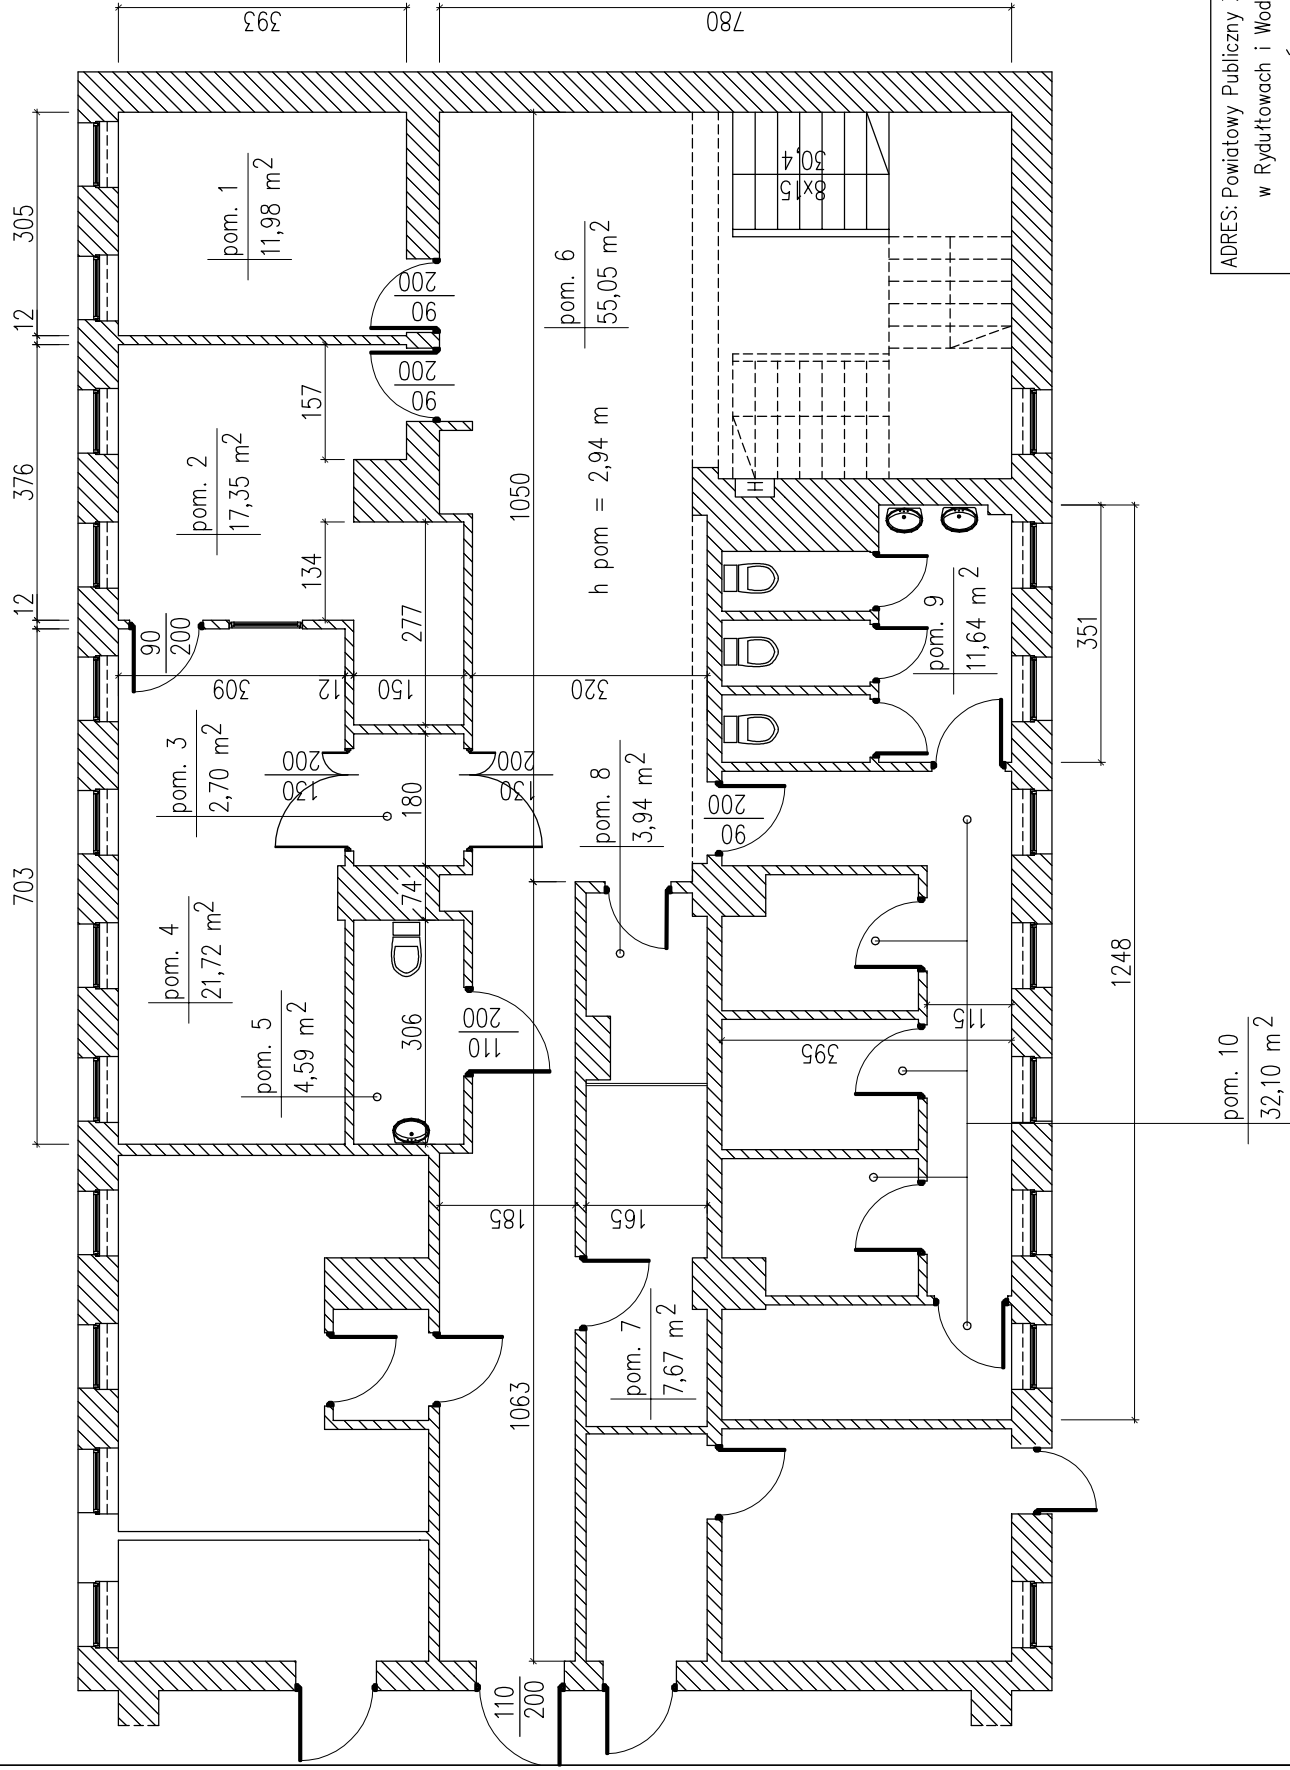 393
780
305
12
376
12
703
pom. 1
11,98 m2
pom. 2
17,35 m2
pom. 3
2,70 m2
pom. 4
21,72 m2
pom. 5
4,59 m2
pom. 6
55,05 m2
h pom = 2,94 m
pom. 7
7,67 m2
pom. 8
3,94 m2
pom. 9
11,64 m2
pom. 10
32,10 m2
90
200
90
200
90
200
157
134
277
309
12
150
320
1050
130
200
130
200
180
74
306
110
200
185
165
1063
90
200
395
115
351
1248
110
200
8x15
30,4
H
ADRES: Powiatowy Publiczny
w Rydułtowach i Wod